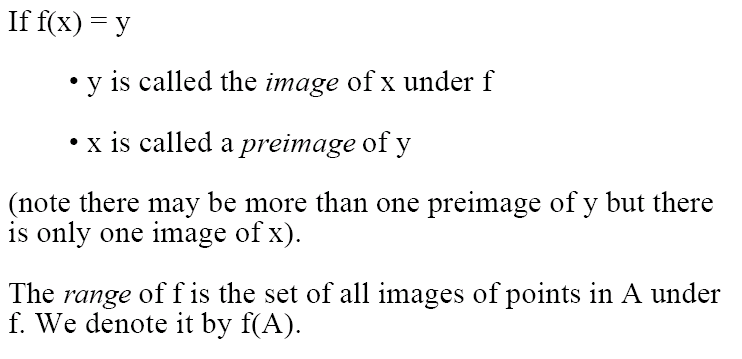 If f(x) = y
• y is called the image of x under f
• x is called a preimage of y
(note there may be more than one preimage of y but there
is only one image of x).
The range of f is the set of all images of points in A under
f. We denote it by f(A).